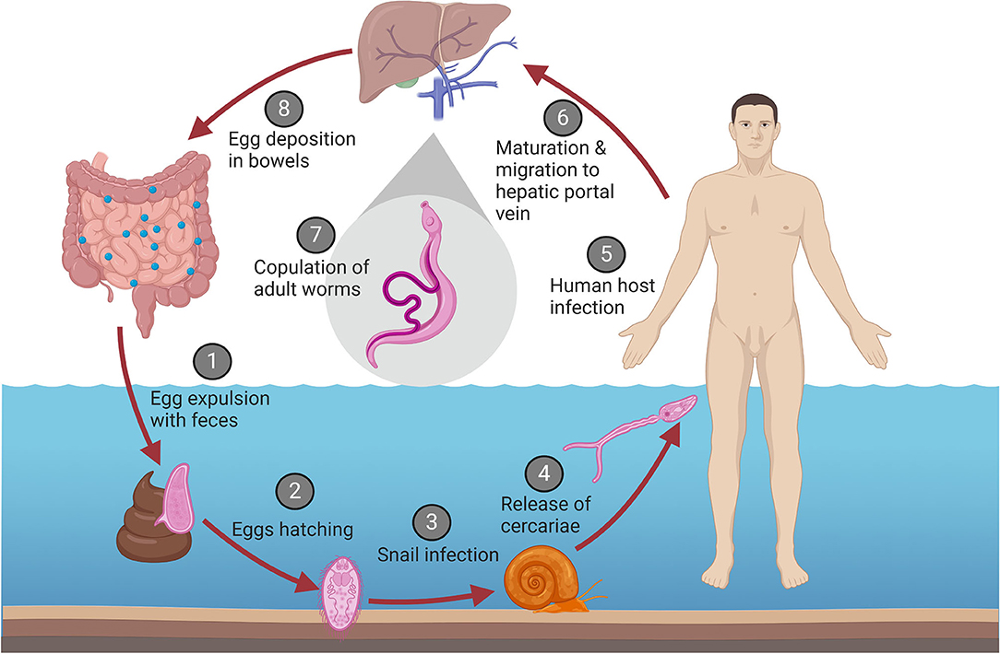 1
Egg expulsion
with feces
2
Eggs hatching
3
Snail infection
4
Release of
cercariae
5
Human host
infection
6
Maturation &
migration to
hepatic portal
vein
7
Copulation of
adult worms
8
Egg deposition
in bowels